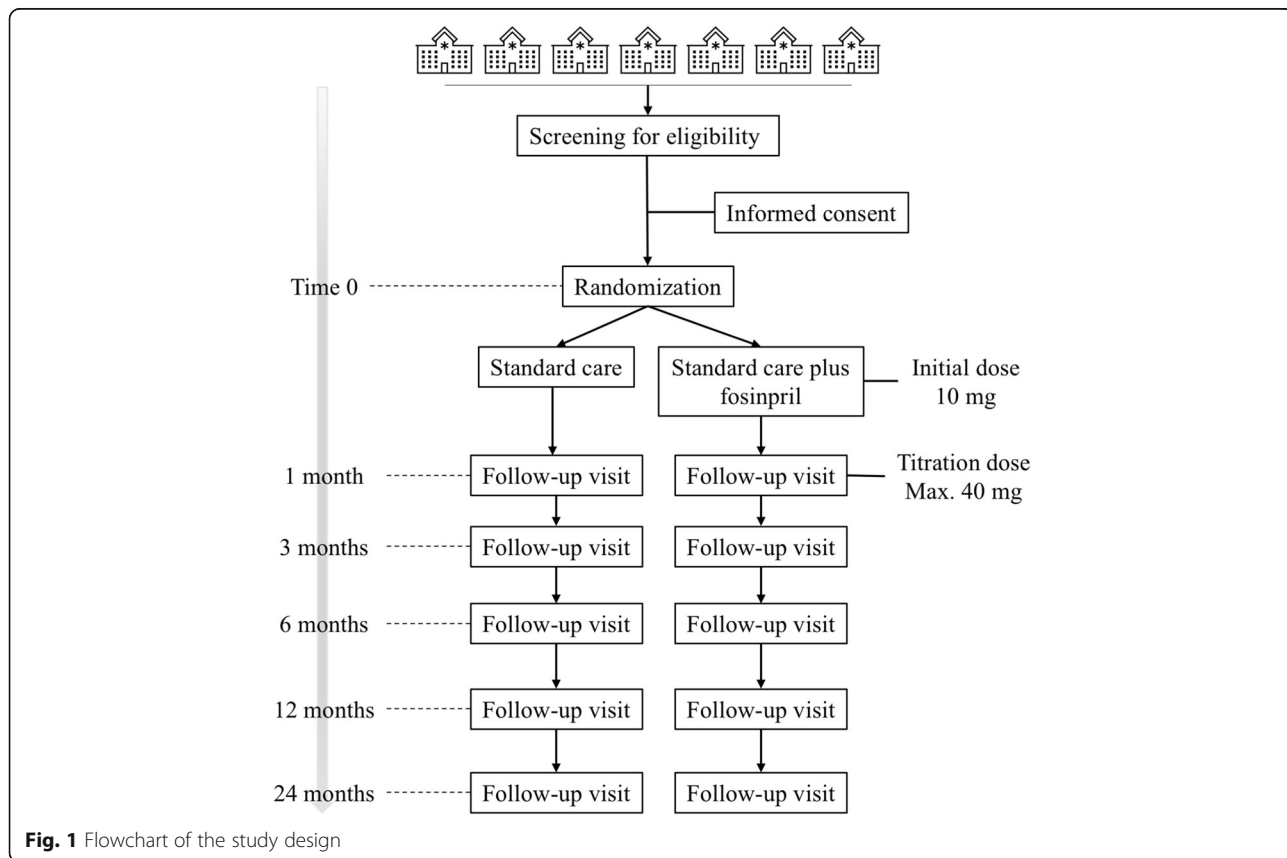 Screening for eligibility
Informed consent
Time 0
Randomization
Standard care
Standard care plus
fosinpril
Initial dose
10 mg
1 month
Follow-up visit
Follow-up visit
Titration dose
Max. 40 mg
3 months
Follow-up visit
Follow-up visit
6 months
Follow-up visit
Follow-up visit
12 months
Follow-up visit
Follow-up visit
24 months
Follow-up visit
Follow-up visit
Fig. 1 Flowchart of the study design